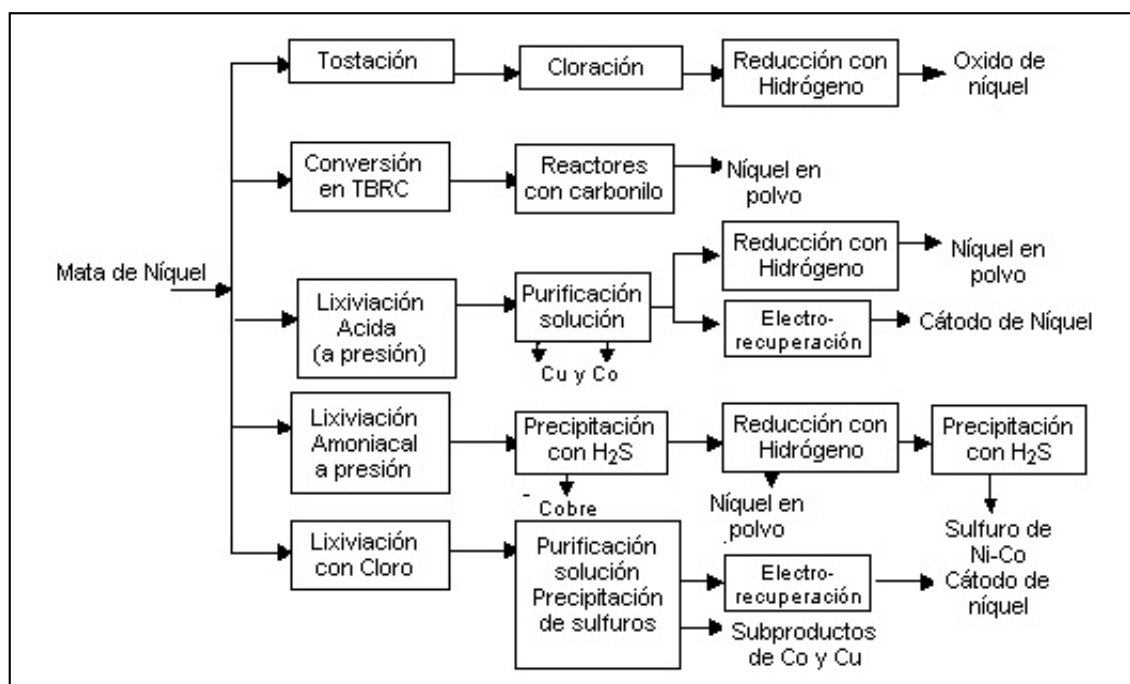 Tostación
Cloración
Reducción con
Hidrógeno
Oxido de
níquel
Conversión
en TBRC
Reactores
con carbonilo
Níquel en
polvo
Mata de Níquel
Lixiviación
Acida
(a presión)
Purificación
solución
Cu y Co
Reducción con
Hidrógeno
Níquel en
polvo
Electro-
recuperación
Cátodo de Níquel
Lixiviación
Amoniacal
a presión
Precipitación
con H₂S
Cobre
Reducción con
Hidrógeno
Níquel en
polvo
Precipitación
con H₂S
Sulfuro de
Ni-Co
Lixiviación
con Cloro
Purificación
solución
Precipitación
de sulfuros
Electro-
recuperación
Cátodo de
níquel
Subproductos
de Co y Cu